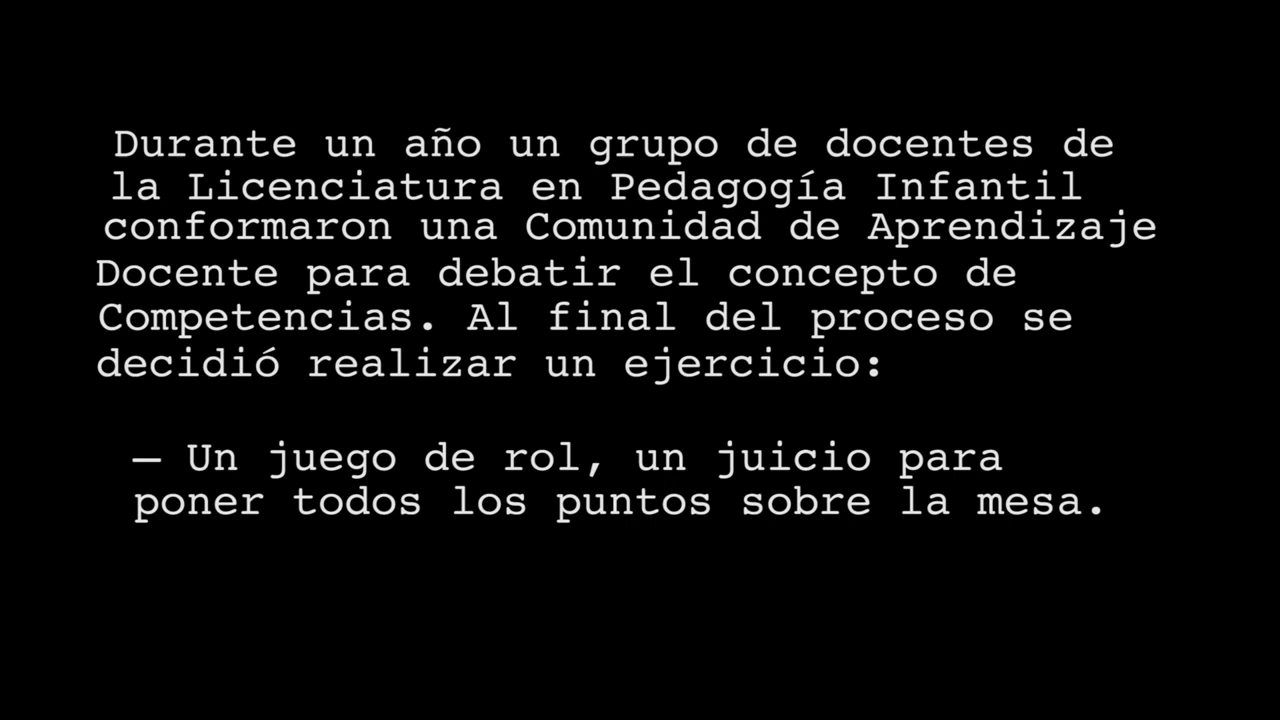 Durante un año un grupo de docentes de
la Licenciatura en Pedagogía Infantil
conformaron una Comunidad de Aprendizaje
Docente para debatir el concepto de
Competencias. Al final del proceso se
decidió realizar un ejercicio:
— Un juego de rol, un juicio para
poner todos los puntos sobre la mesa.